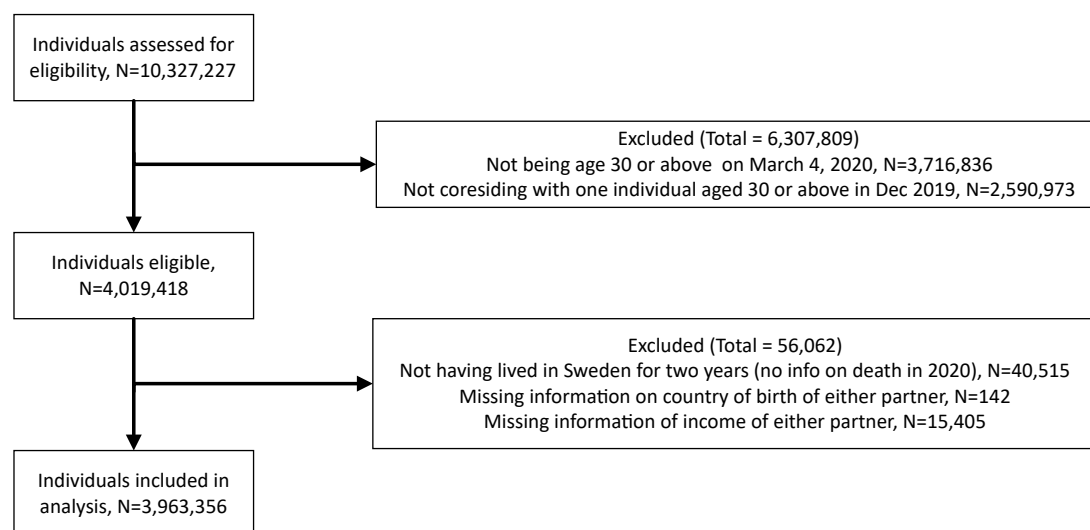 Individuals assessed for
eligibility, N=10,327,227
Excluded (Total = 6,307,809)
Not being age 30 or above  on March 4, 2020, N=3,716,836
Not coresiding with one individual aged 30 or above in Dec 2019, N=2,590,973
Individuals eligible,
N=4,019,418
Excluded (Total = 56,062)
Not having lived in Sweden for two years (no info on death in 2020), N=40,515
Missing information on country of birth of either partner, N=142
Missing information of income of either partner, N=15,405
Individuals included in
analysis, N=3,963,356